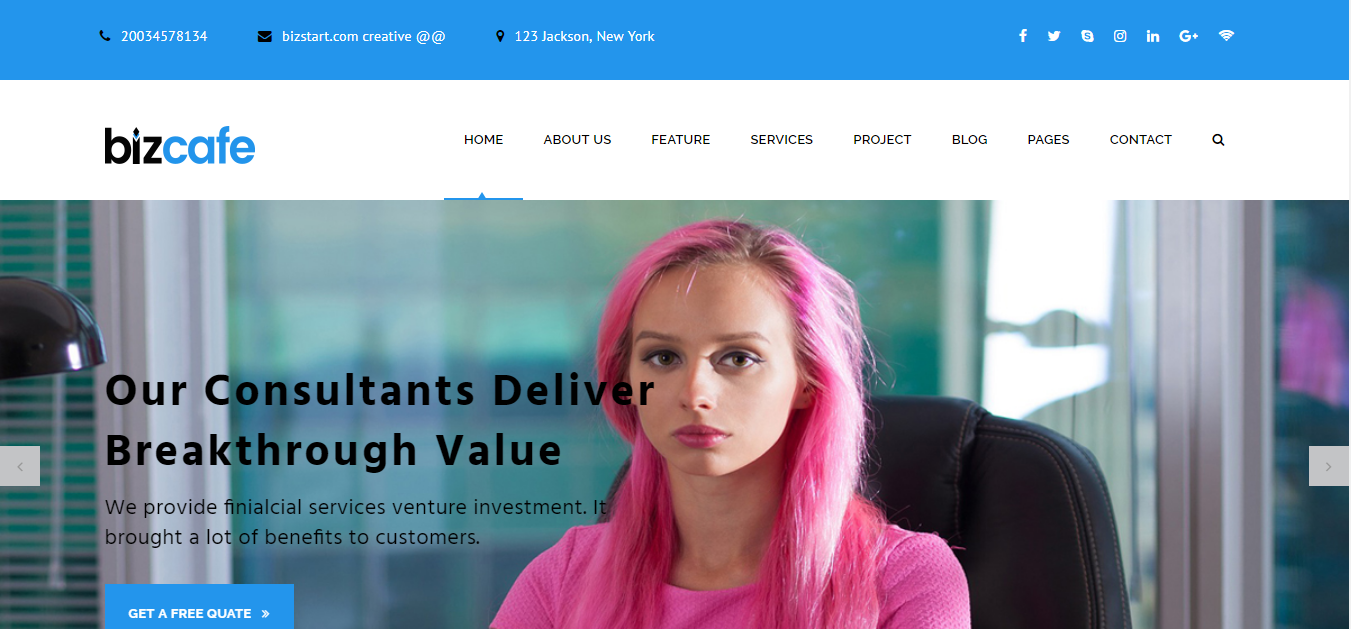 20034578134
bizstart.com creative @@
123 Jackson, New York
bizcafe
HOME
ABOUT US
FEATURE
SERVICES
PROJECT
BLOG
PAGES
CONTACT
Our Consultants Deliver
Breakthrough Value
We provide finialcial services venture investment. It
brought a lot of benefits to customers.
GET A FREE QUATE »